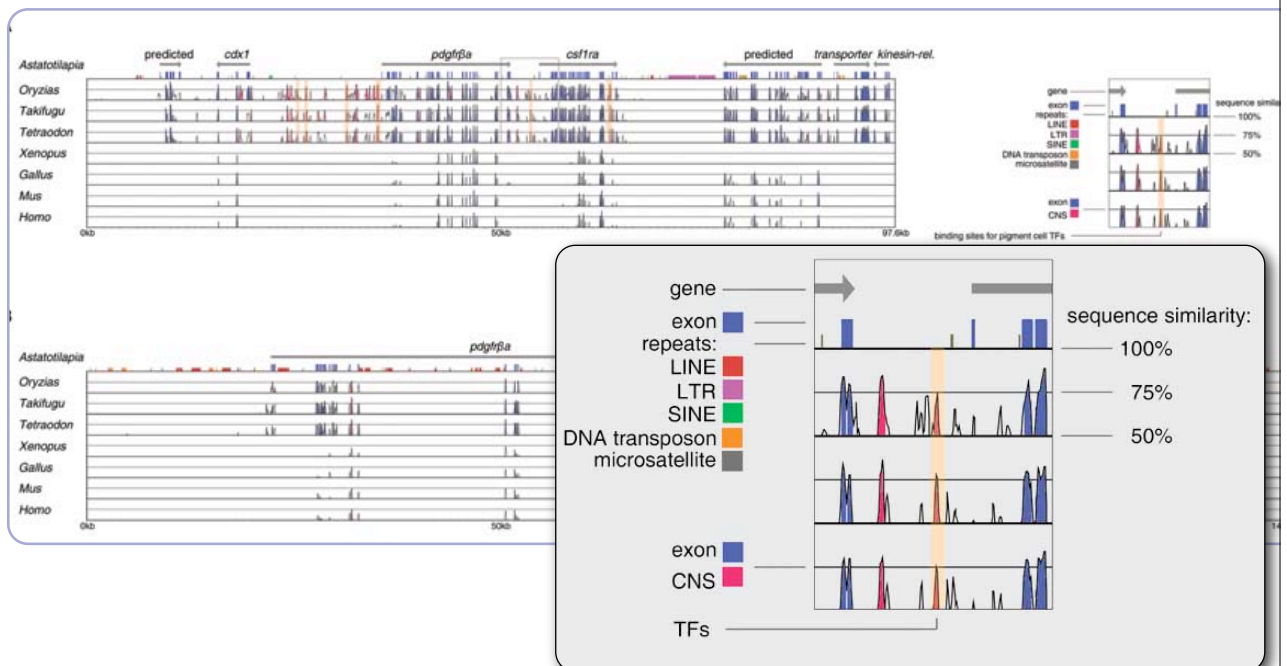 predicted cdx1 pdgfrβa csf1ra predicted transporter kinesin-rel.
Astatotilapia
Oryzias
Takifugu
Tetraodon
Xenopus
Gallus
Mus
Homo
0kb 50kb 97.6kb
gene
exon
repeats:
LINE
LTR
SINE
DNA transposon
microsatellite
exon
CNS
binding sites for pigment cell TFs
sequence simila
100%
75%
50%
pdgfrβa
Astatotilapia
Oryzias
Takifugu
Tetraodon
Xenopus
Gallus
Mus
Homo
0kb 50kb 14
gene
exon
repeats:
LINE
LTR
SINE
DNA transposon
microsatellite
exon
CNS
TFs
sequence similarity:
100%
75%
50%